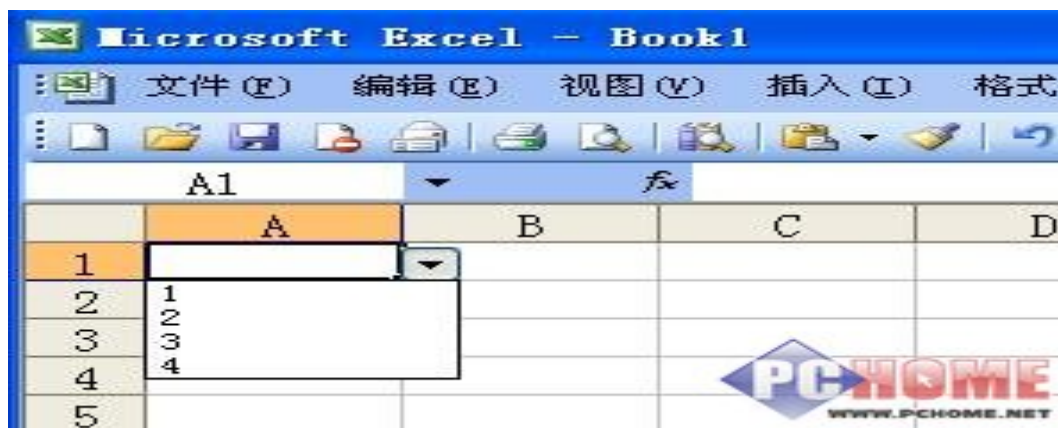 Microsoft Excel - Book1
文件(F) 编辑(E) 视图(V) 插入(I) 格式
A1 fx
A B C D
1
2
3
4
5
1
2
3
4
PCHOME
WWW.PCHOME.NET